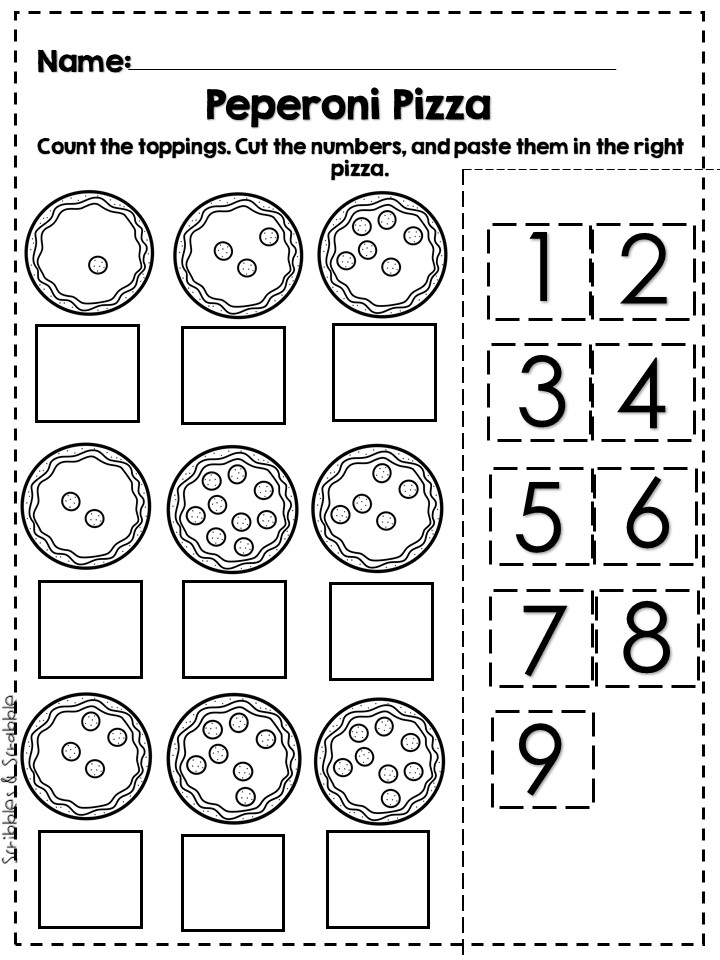 Name:
Peperoni Pizza
Count the toppings. Cut the numbers, and paste them in the right
pizza.
1 2
3 4
5 6
7 8
9
Scribbles & Scrabble